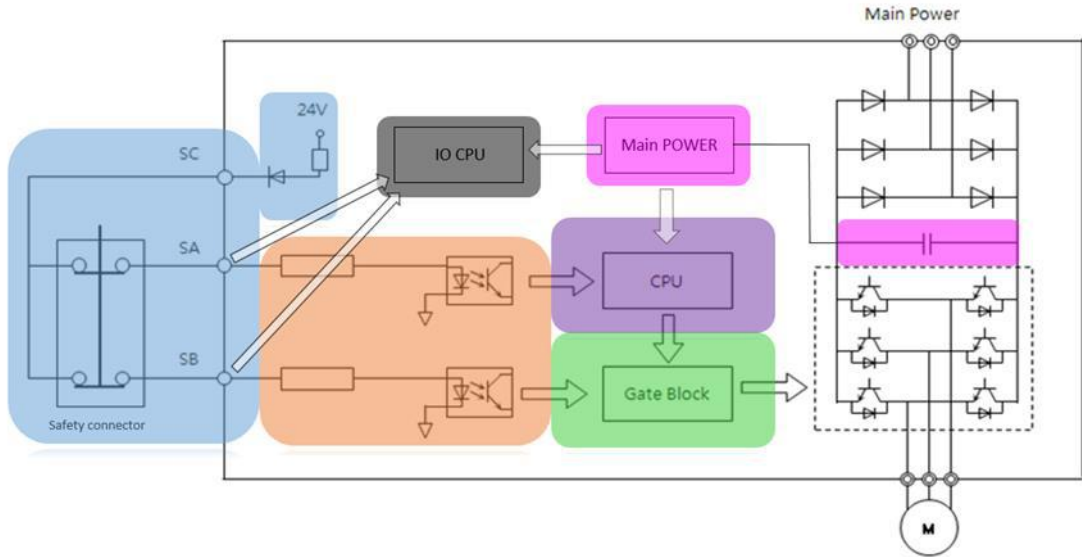 Main Power
24V
SC
IO CPU
Main POWER
SA
CPU
SB
Gate Block
Safety connector
M